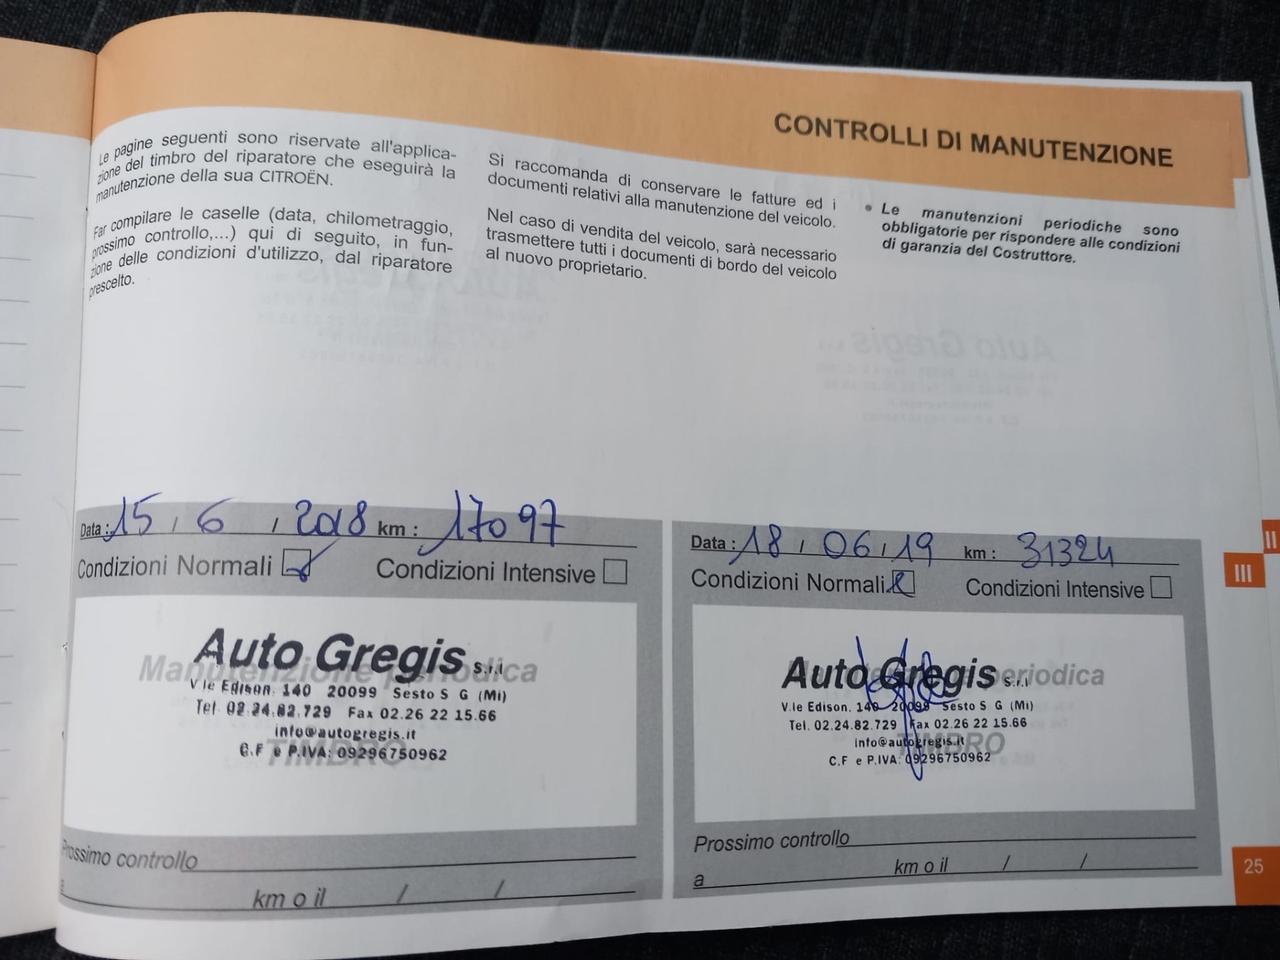 CONTROLLI DI MANUTENZIONE
Le pagine seguenti sono riservate all'applica-
zione del timbro del riparatore che eseguirà la
manutenzione della sua CITROËN.
Far compilare le caselle (data, chilometraggio,
prossimo controllo,...) qui di seguito, in fun-
zione delle condizioni d'utilizzo, dal riparatore
prescelto.
Si raccomanda di conservare le fatture ed i
documenti relativi alla manutenzione del veicolo.
Nel caso di vendita del veicolo, sarà necessario
trasmettere tutti i documenti di bordo del veicolo
al nuovo proprietario.
• Le manutenzioni periodiche sono
obbligatorie per rispondere alle condizioni
di garanzia del Costruttore.
Data : 15 / 6 / 2018 km : 17097
Condizioni Normali Condizioni Intensive
Manutenzione periodica
Auto Gregis s.r.l
V le Edison. 140 20099 Sesto S G (Mi)
Tel 02.24.82.729 Fax 02.26 22 15.66
info@autogregis.it
C.F e P.IVA: 09296750962
TIMBRO
Prossimo controllo
km o il / /
Data : 18 / 06 / 19 km : 31324
Condizioni Normali Condizioni Intensive
periodica
Auto Gregis s.r.l
V.le Edison. 140 20099 Sesto S G (Mi)
Tel. 02.24.82.729 Fax 02.26 22 15.66
info@autogregis.it
C.F e P.IVA: 09296750962
TIMBRO
Prossimo controllo
a km o il / /
II
III
25